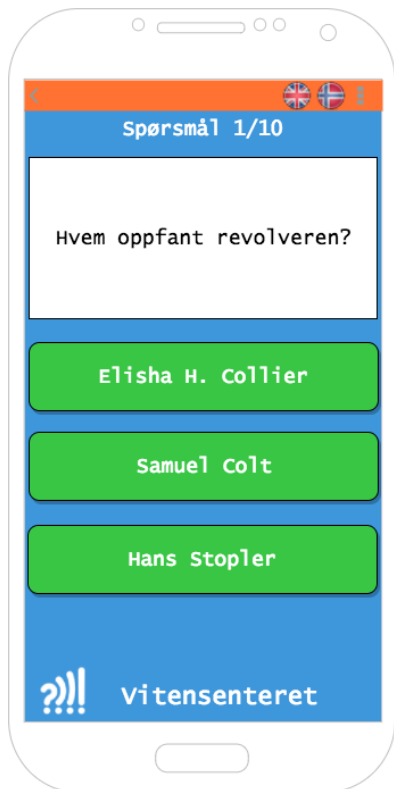 Spørsmål 1/10
Hvem oppfant revolveren?
Elisha H. Collier
Samuel Colt
Hans Stopler
Vitensenteret